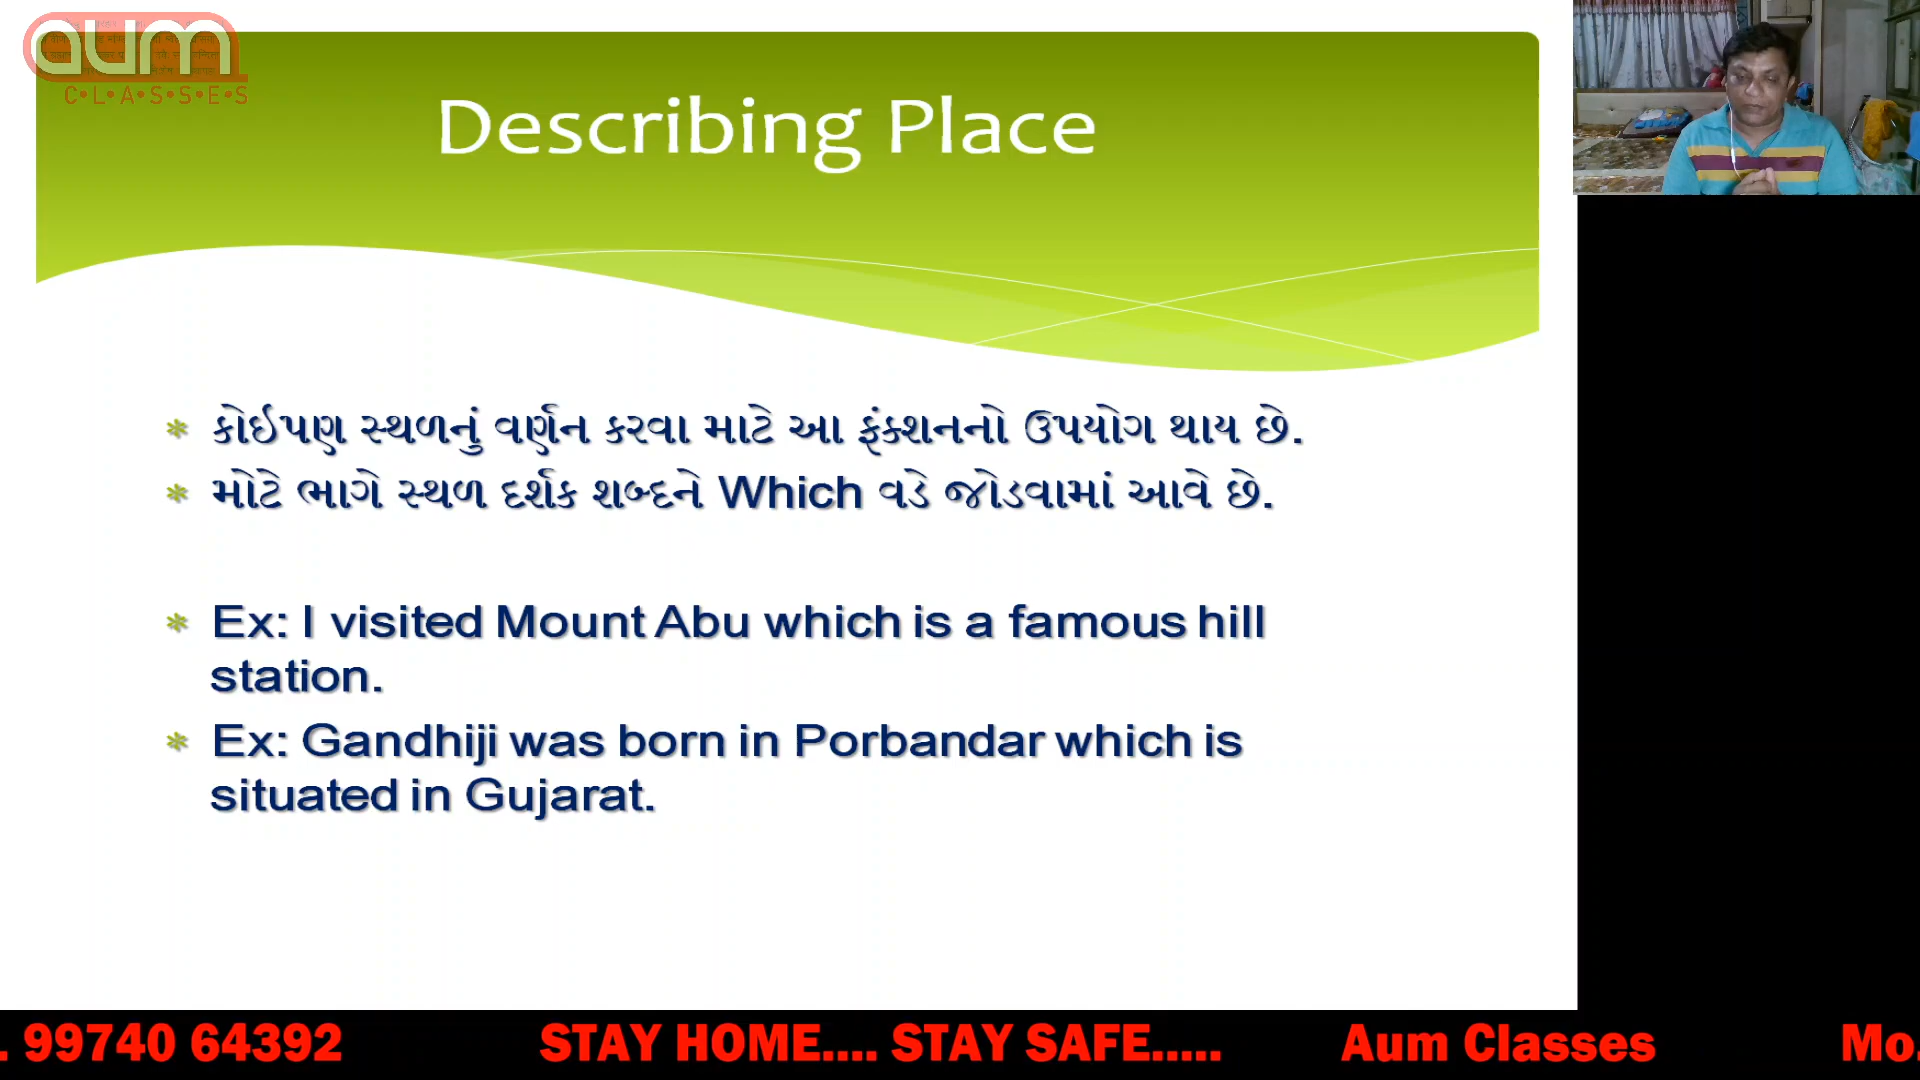 aum
C•L•A•S•S•E•S
Describing Place
* કોઈપણ સ્થળનું વર્ણન કરવા માટે આ ફંક્શનનો ઉપયોગ થાય છે.
* મોટે ભાગે સ્થળ દર્શક શબ્દને Which વડે જોડવામાં આવે છે.
* Ex: I visited Mount Abu which is a famous hill
station.
* Ex: Gandhiji was born in Porbandar which is
situated in Gujarat.
. 99740 64392 STAY HOME.... STAY SAFE..... Aum Classes Mo.